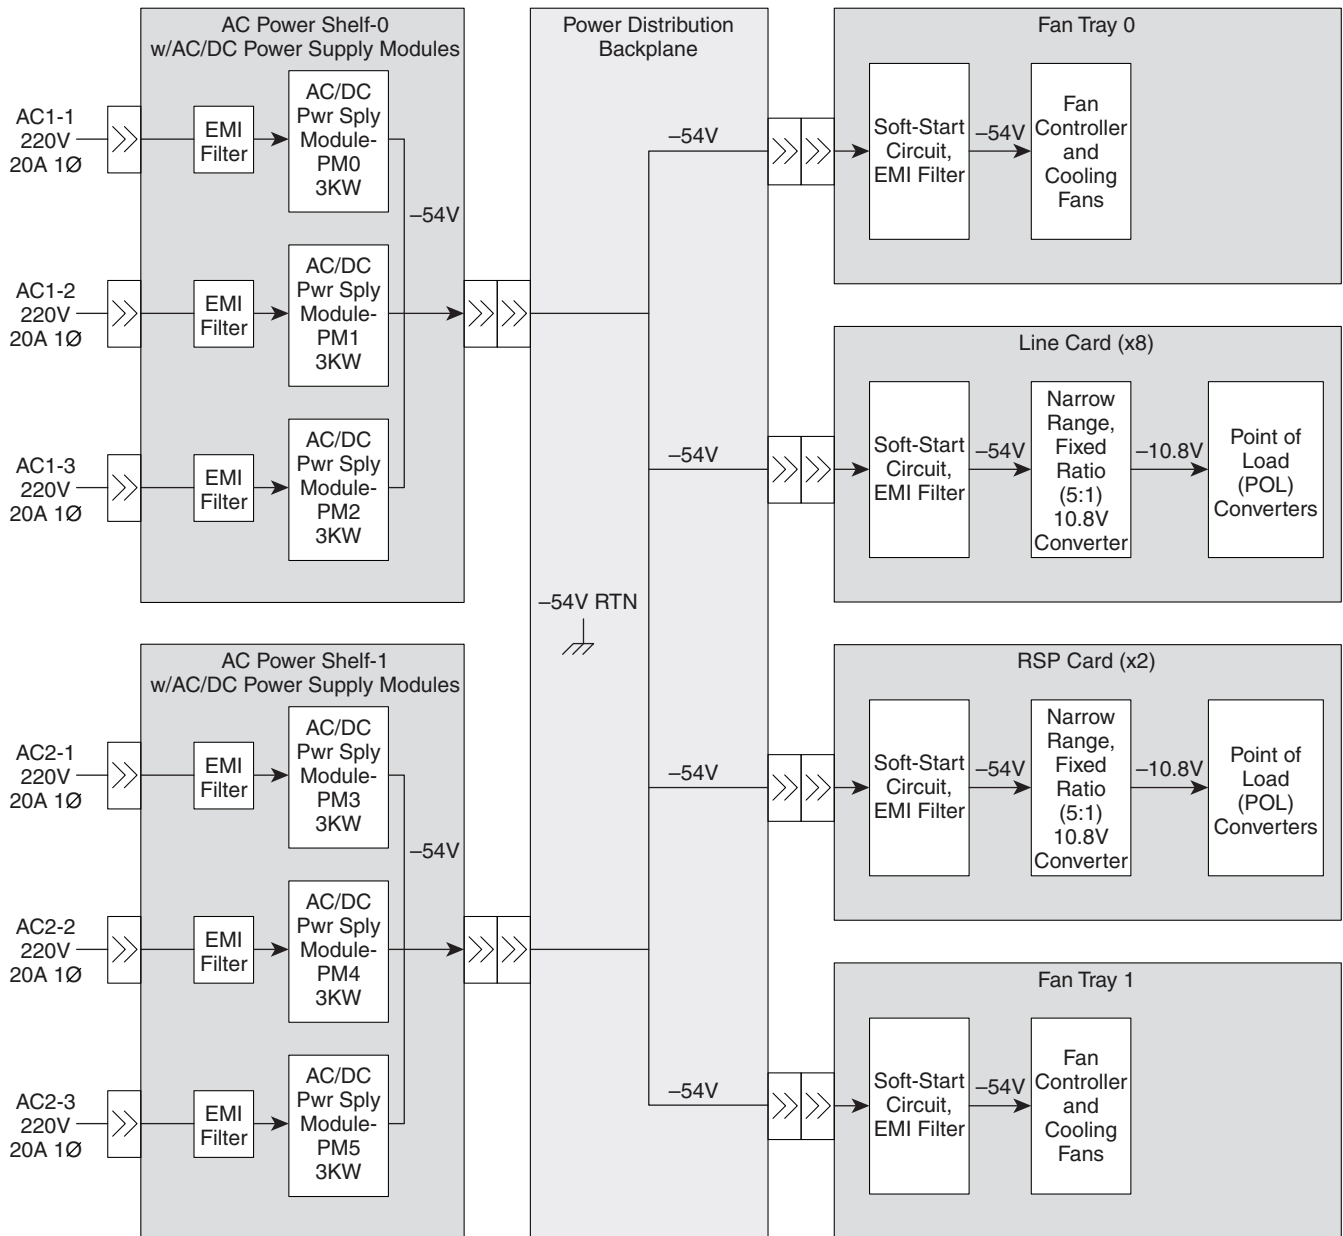 AC Power Shelf-0
w/AC/DC Power Supply Modules
AC1-1
220V
20A 1Ø
EMI
Filter
AC/DC
Pwr Sply
Module-
PM0
3KW
–54V
AC1-2
220V
20A 1Ø
EMI
Filter
AC/DC
Pwr Sply
Module-
PM1
3KW
AC1-3
220V
20A 1Ø
EMI
Filter
AC/DC
Pwr Sply
Module-
PM2
3KW
AC Power Shelf-1
w/AC/DC Power Supply Modules
AC2-1
220V
20A 1Ø
EMI
Filter
AC/DC
Pwr Sply
Module-
PM3
3KW
–54V
AC2-2
220V
20A 1Ø
EMI
Filter
AC/DC
Pwr Sply
Module-
PM4
3KW
AC2-3
220V
20A 1Ø
EMI
Filter
AC/DC
Pwr Sply
Module-
PM5
3KW
Power Distribution
Backplane
–54V
–54V
–54V RTN
–54V
–54V
Fan Tray 0
Soft-Start
Circuit,
EMI Filter
–54V
Fan
Controller
and
Cooling
Fans
Line Card (x8)
Soft-Start
Circuit,
EMI Filter
–54V
Narrow
Range,
Fixed
Ratio
(5:1)
10.8V
Converter
–10.8V
Point of
Load
(POL)
Converters
RSP Card (x2)
Soft-Start
Circuit,
EMI Filter
–54V
Narrow
Range,
Fixed
Ratio
(5:1)
10.8V
Converter
–10.8V
Point of
Load
(POL)
Converters
Fan Tray 1
Soft-Start
Circuit,
EMI Filter
–54V
Fan
Controller
and
Cooling
Fans